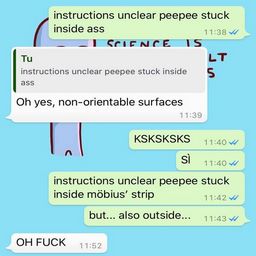 instructions unclear peepee stuck
inside ass
11:38
SCIENCE IS
LT
S
Tu
instructions unclear peepee stuck inside
ass
Oh yes, non-orientable surfaces
11:39
KSKSKSKS
11:40
SÌ
11:40
instructions unclear peepee stuck
inside möbius' strip
11:42
but... also outside...
11:43
OH FUCK
11:52